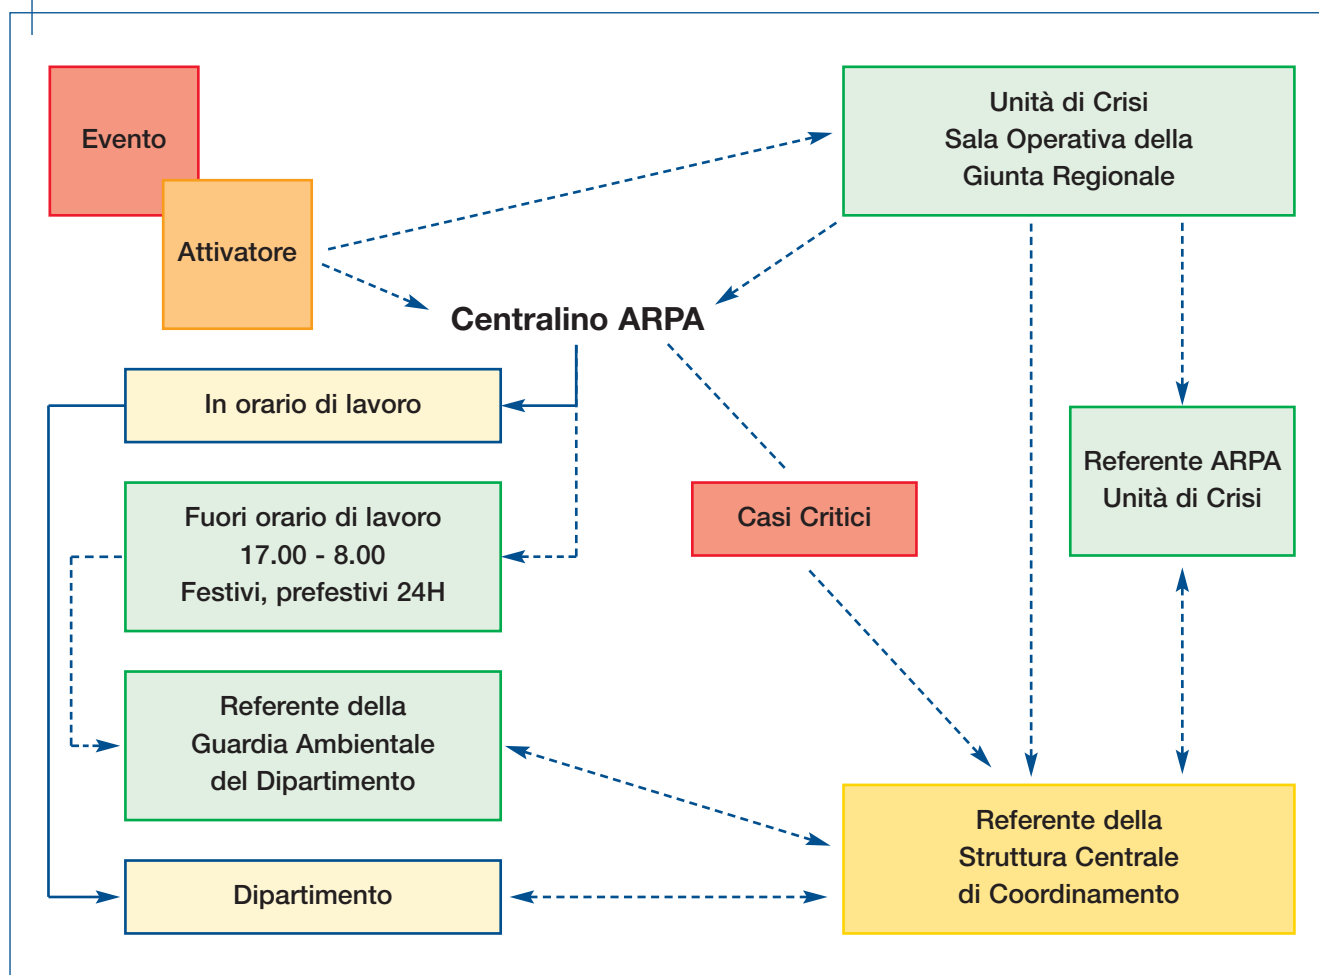 Evento
Attivatore
Unità di Crisi
Sala Operativa della
Giunta Regionale
Centralino ARPA
In orario di lavoro
Fuori orario di lavoro
17.00 - 8.00
Festivi, prefestivi 24H
Casi Critici
Referente ARPA
Unità di Crisi
Referente della
Guardia Ambientale
del Dipartimento
Dipartimento
Referente della
Struttura Centrale
di Coordinamento